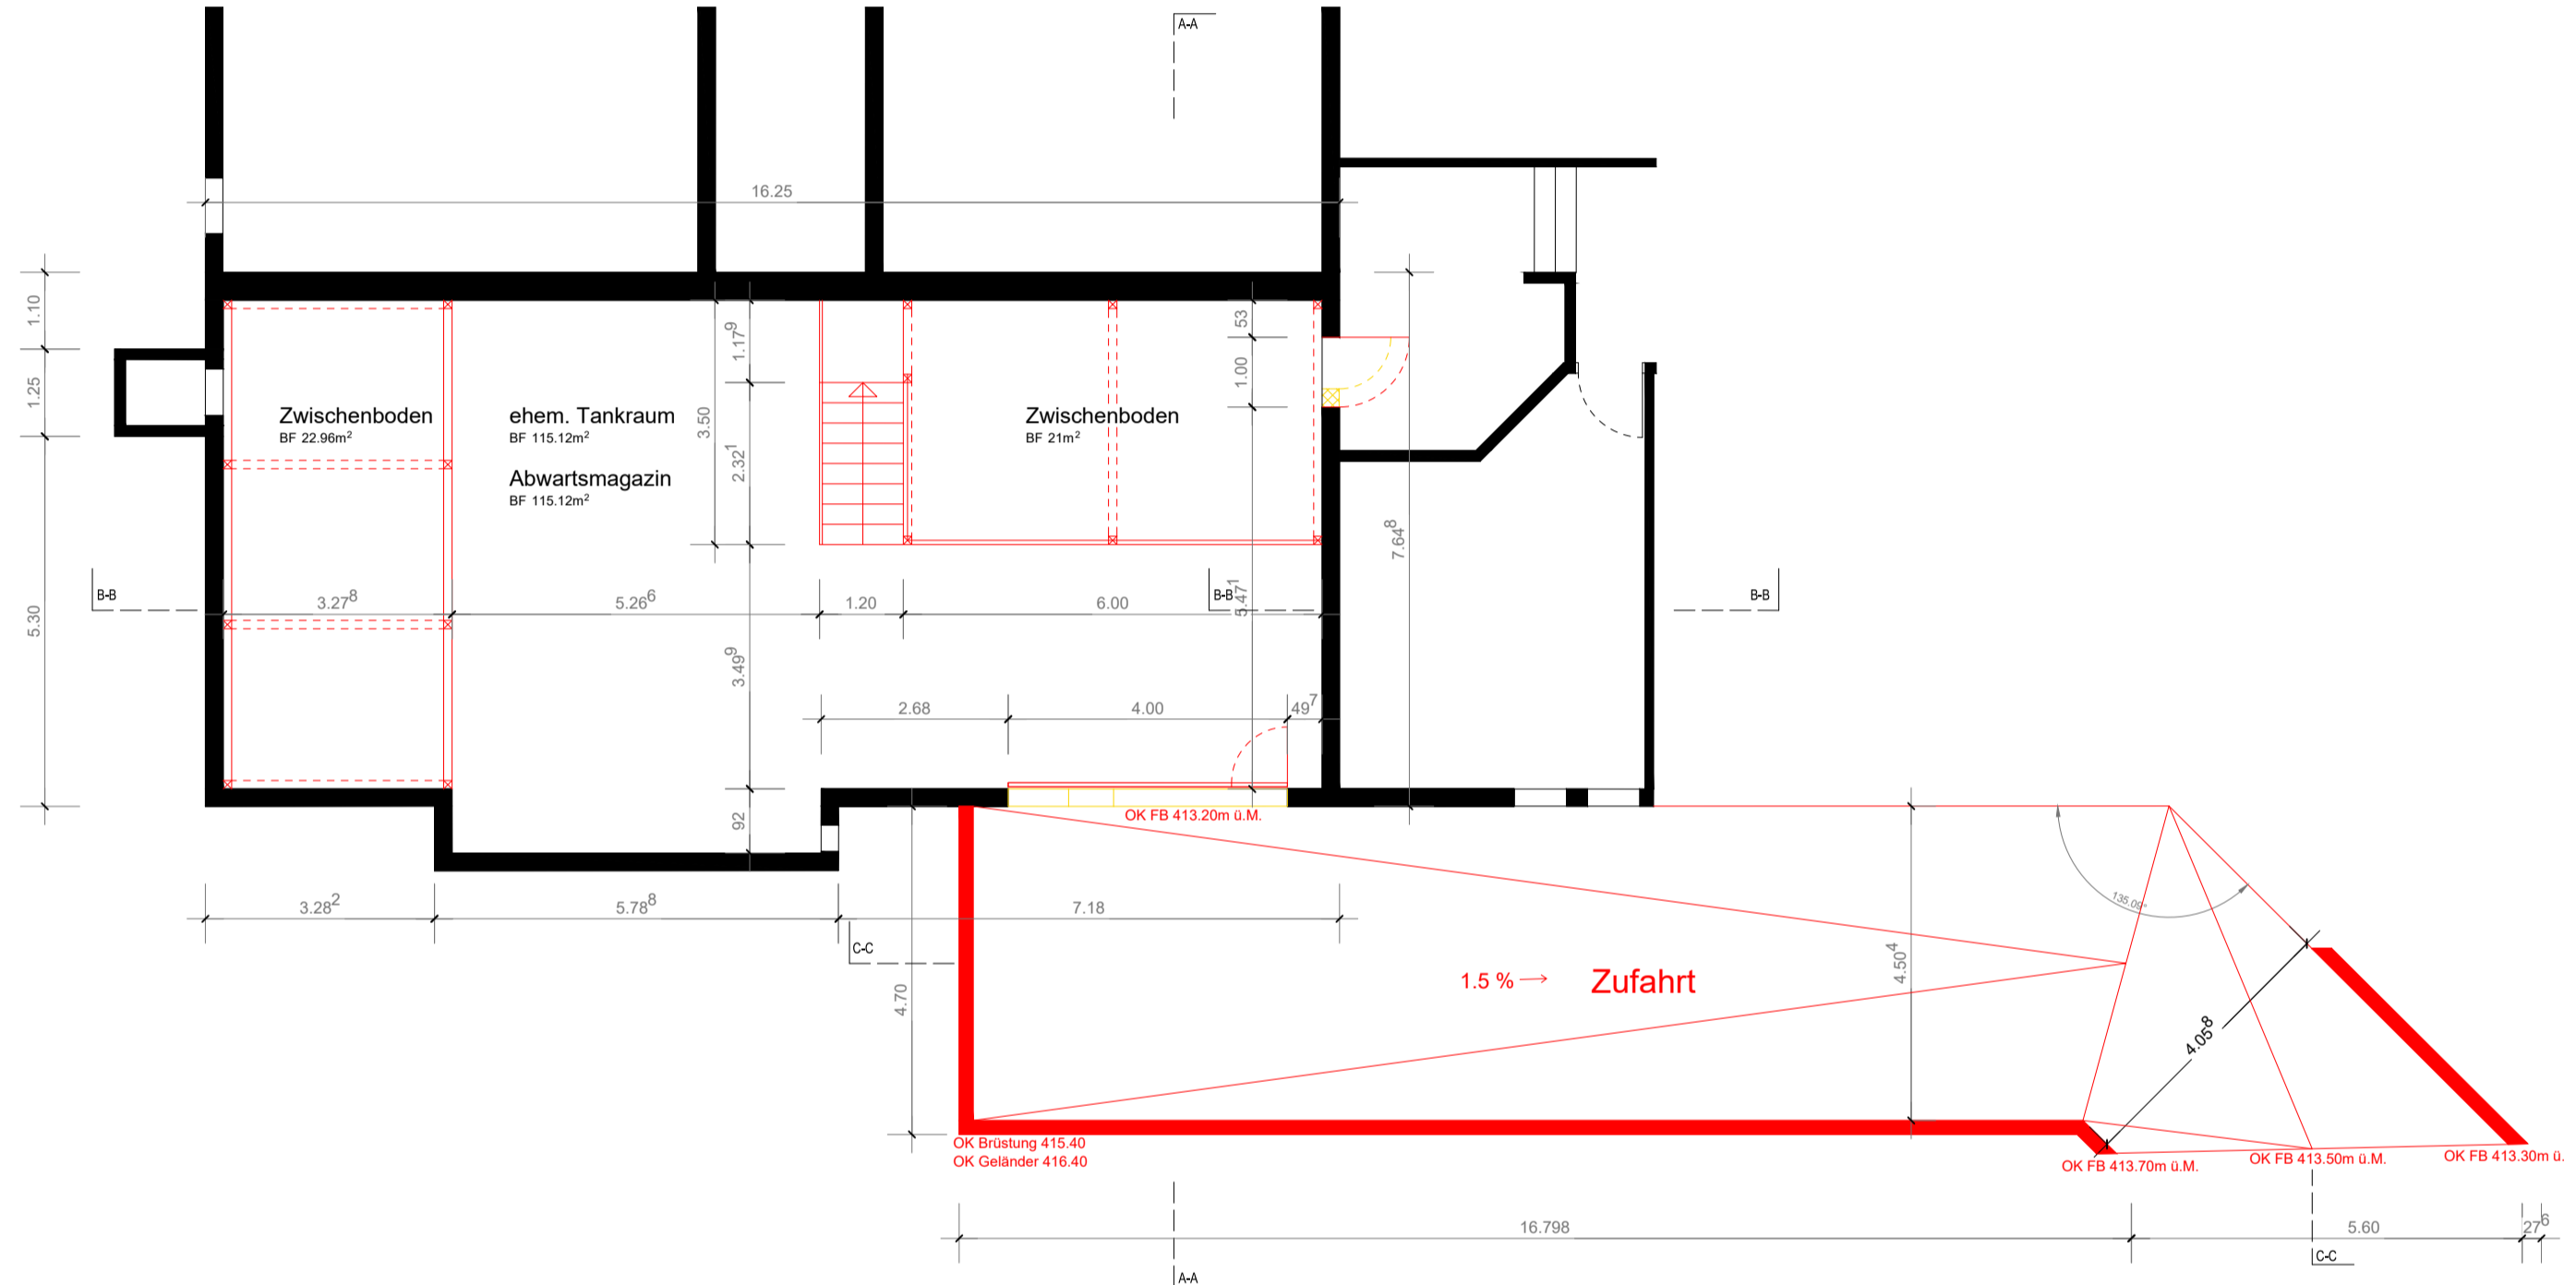 A-A
16.25
1.10
1.25
5.30
53
1.00
1.17⁹
3.50
2.32¹
Zwischenboden
BF 22.96m²
ehem. Tankraum
BF 115.12m²
Abwartsmagazin
BF 115.12m²
Zwischenboden
BF 21m²
7.64⁸
B-B
3.27⁸
5.26⁶
1.20
6.00
B-B
5.47¹
B-B
3.49⁹
2.68
4.00
49⁷
92
OK FB 413.20m ü.M.
3.28²
5.78⁸
7.18
135.09°
C-C
4.70
1.5 %
Zufahrt
4.50⁴
4.05⁸
OK Brüstung 415.40
OK Geländer 416.40
OK FB 413.70m ü.M.
OK FB 413.50m ü.M.
OK FB 413.30m ü.
16.798
5.60
27⁶
A-A
C-C